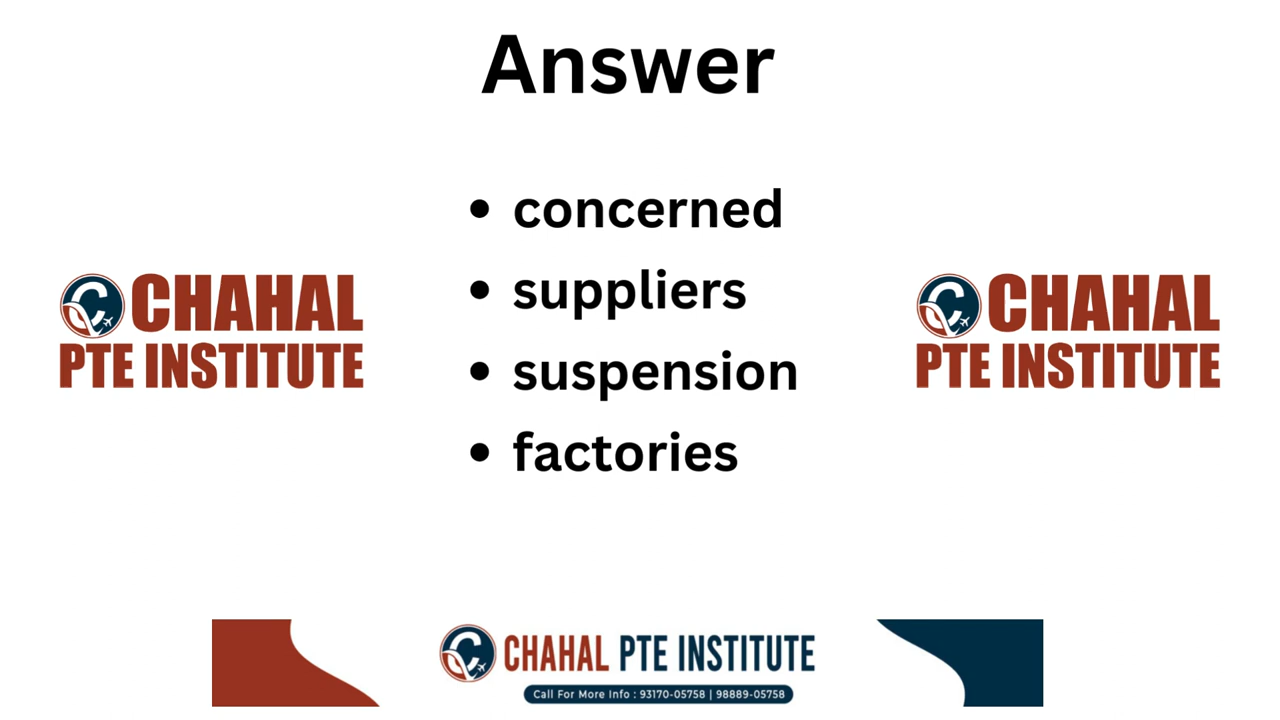 Answer
• concerned
• suppliers
• suspension
• factories
CHAHAL
PTE INSTITUTE
CHAHAL
PTE INSTITUTE
CHAHAL PTE INSTITUTE
Call For More Info : 93170-05758 | 98889-05758